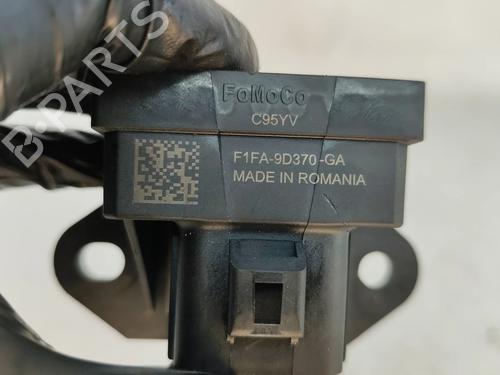 FoMoCo
C95YV
F1FA-9D370-GA
MADE IN ROMANIA
B-PARTS